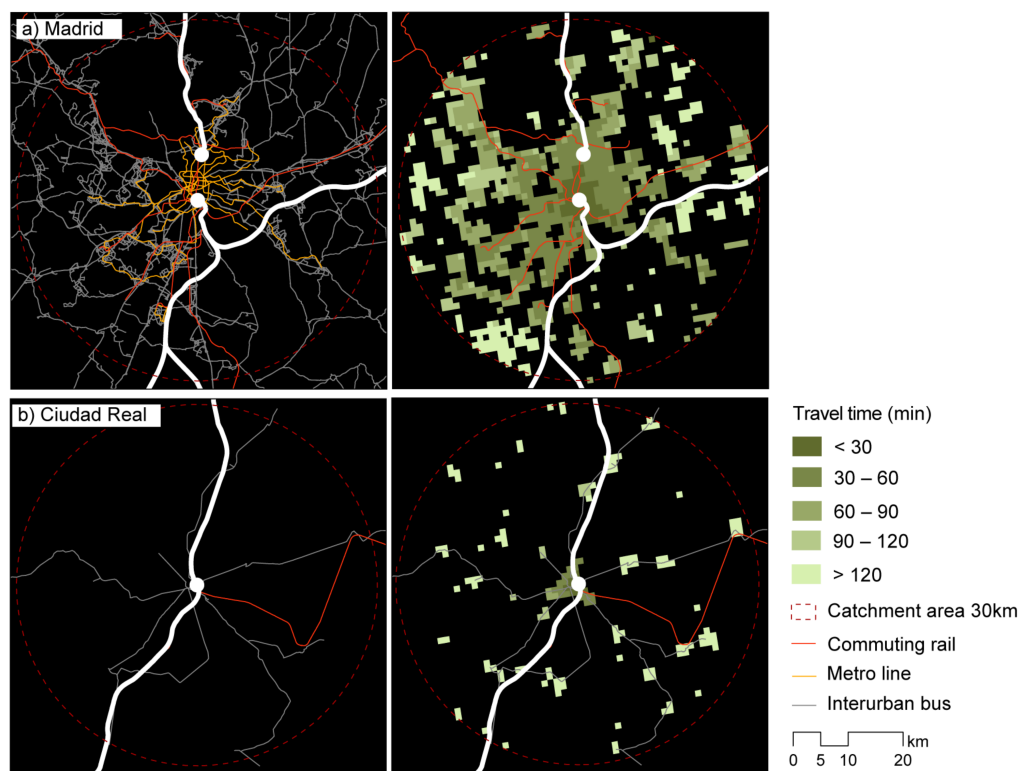 a) Madrid
b) Ciudad Real
Travel time (min)
< 30
30 – 60
60 – 90
90 – 120
> 120
Catchment area 30km
Commuting rail
Metro line
Interurban bus
km
0 5 10 20